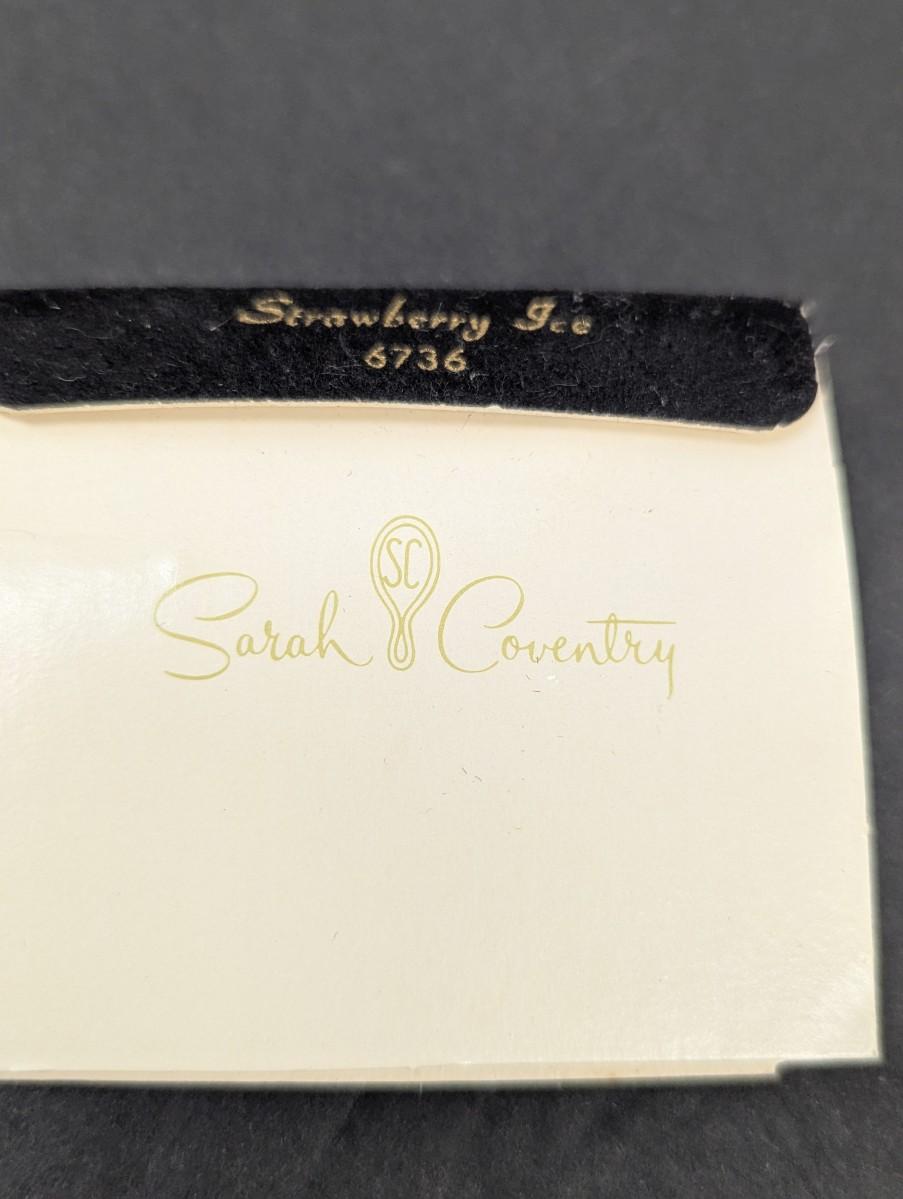 Strawberry Ice
6736
SC
Sarah Coventry